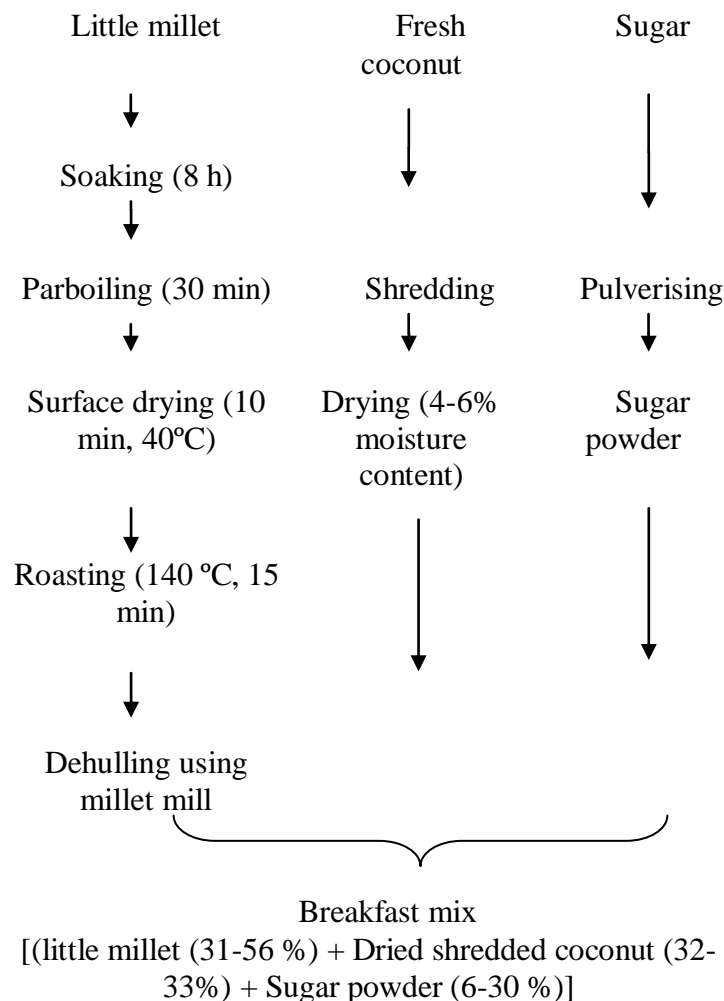 Little millet
Fresh
coconut
Sugar
Soaking (8 h)
Parboiling (30 min)
Shredding
Pulverising
Surface drying (10
min, 40ºC)
Drying (4-6%
moisture
content)
Sugar
powder
Roasting (140 ºC, 15
min)
Dehulling using
millet mill
Breakfast mix
[(little millet (31-56 %) + Dried shredded coconut (32-
33%) + Sugar powder (6-30 %)]